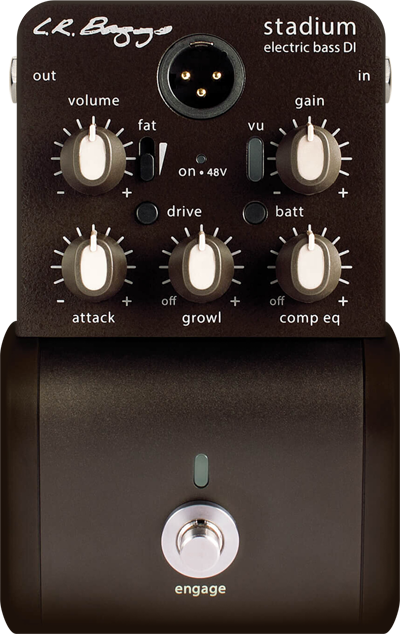 L.R. Baggs
stadium
electric bass DI
out
in
volume
gain
fat
vu
on • 48V
- +
- +
drive
batt
- +
off +
off +
attack
growl
comp eq
engage